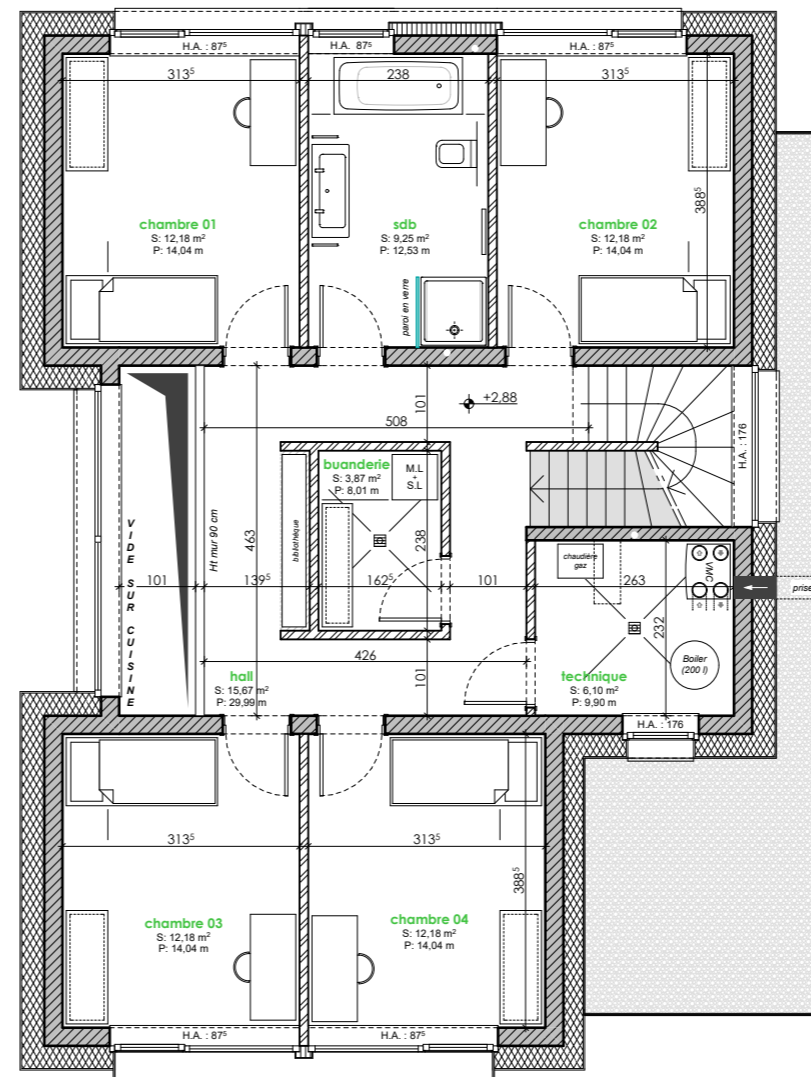 H.A. : 87⁵
H.A. 87⁵
H.A. : 87⁵
313⁵
238
313⁵
388⁵
chambre 01
S: 12,18 m²
P: 14,04 m
sdb
S: 9,25 m²
P: 12,53 m
chambre 02
S: 12,18 m²
P: 14,04 m
paroi en verre
101
+2,88
508
H.A. : 176
buanderie
S: 3,87 m²
P: 8,01 m
M.L
+
S.L
VIDE SUR CUISINE
Ht mur 90 cm
463
bibliothèque
238
chaudière
gaz
VMC
101
139⁵
162⁵
101
263
prise
232
426
101
hall
S: 15,67 m²
P: 29,99 m
technique
S: 6,10 m²
P: 9,90 m
Boiler
(200 l)
H.A. : 176
313⁵
313⁵
388⁵
chambre 03
S: 12,18 m²
P: 14,04 m
chambre 04
S: 12,18 m²
P: 14,04 m
H.A. : 87⁵
H.A. : 87⁵